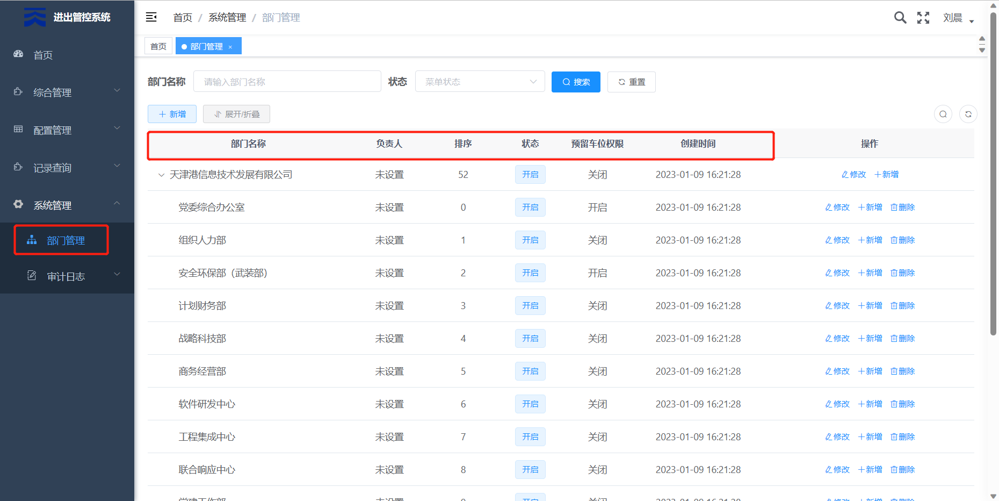 进出管控系统
首页
综合管理
配置管理
记录查询
系统管理
部门管理
审计日志
首页 / 系统管理 / 部门管理
刘晨
首页
部门管理 ×
部门名称 请输入部门名称 状态 菜单状态 搜索 重置
新增 展开/折叠
部门名称 负责人 排序 状态 预留车位权限 创建时间 操作
天津港信息技术发展有限公司 未设置 52 开启 关闭 2023-01-09 16:21:28 修改 新增
党委综合办公室 未设置 0 开启 开启 2023-01-09 16:21:28 修改 新增 删除
组织人力部 未设置 1 开启 关闭 2023-01-09 16:21:28 修改 新增 删除
安全环保部（武装部） 未设置 2 开启 开启 2023-01-09 16:21:28 修改 新增 删除
计划财务部 未设置 3 开启 关闭 2023-01-09 16:21:28 修改 新增 删除
战略科技部 未设置 4 开启 关闭 2023-01-09 16:21:28 修改 新增 删除
商务经营部 未设置 5 开启 关闭 2023-01-09 16:21:28 修改 新增 删除
软件研发中心 未设置 6 开启 关闭 2023-01-09 16:21:28 修改 新增 删除
工程集成中心 未设置 7 开启 关闭 2023-01-09 16:21:28 修改 新增 删除
联合响应中心 未设置 8 开启 关闭 2023-01-09 16:21:28 修改 新增 删除